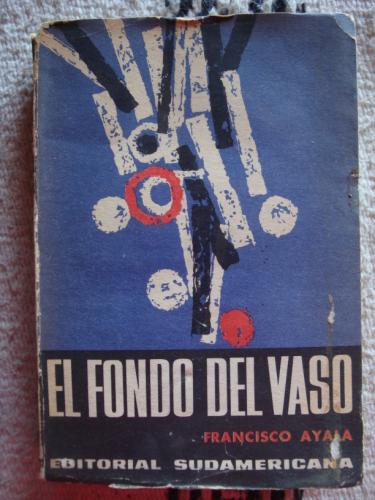 EL FONDO DEL VASO
FRANCISCO AYALA
EDITORIAL SUDAMERICANA